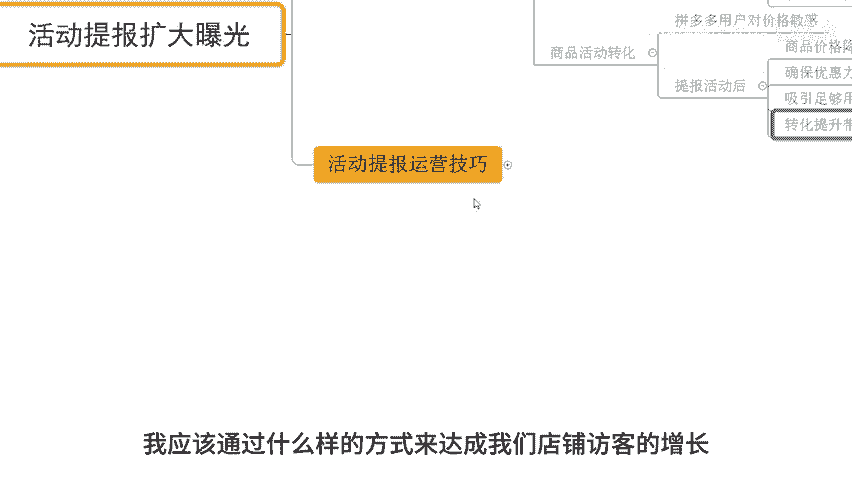 活动提报扩大曝光
拼多多用户对价格敏感
商品活动转化
商品价格
提报活动后
确保优惠力
吸引足够用
转化提升带
活动提报运营技巧
我应该通过什么样的方式来达成我们店铺访客的增长